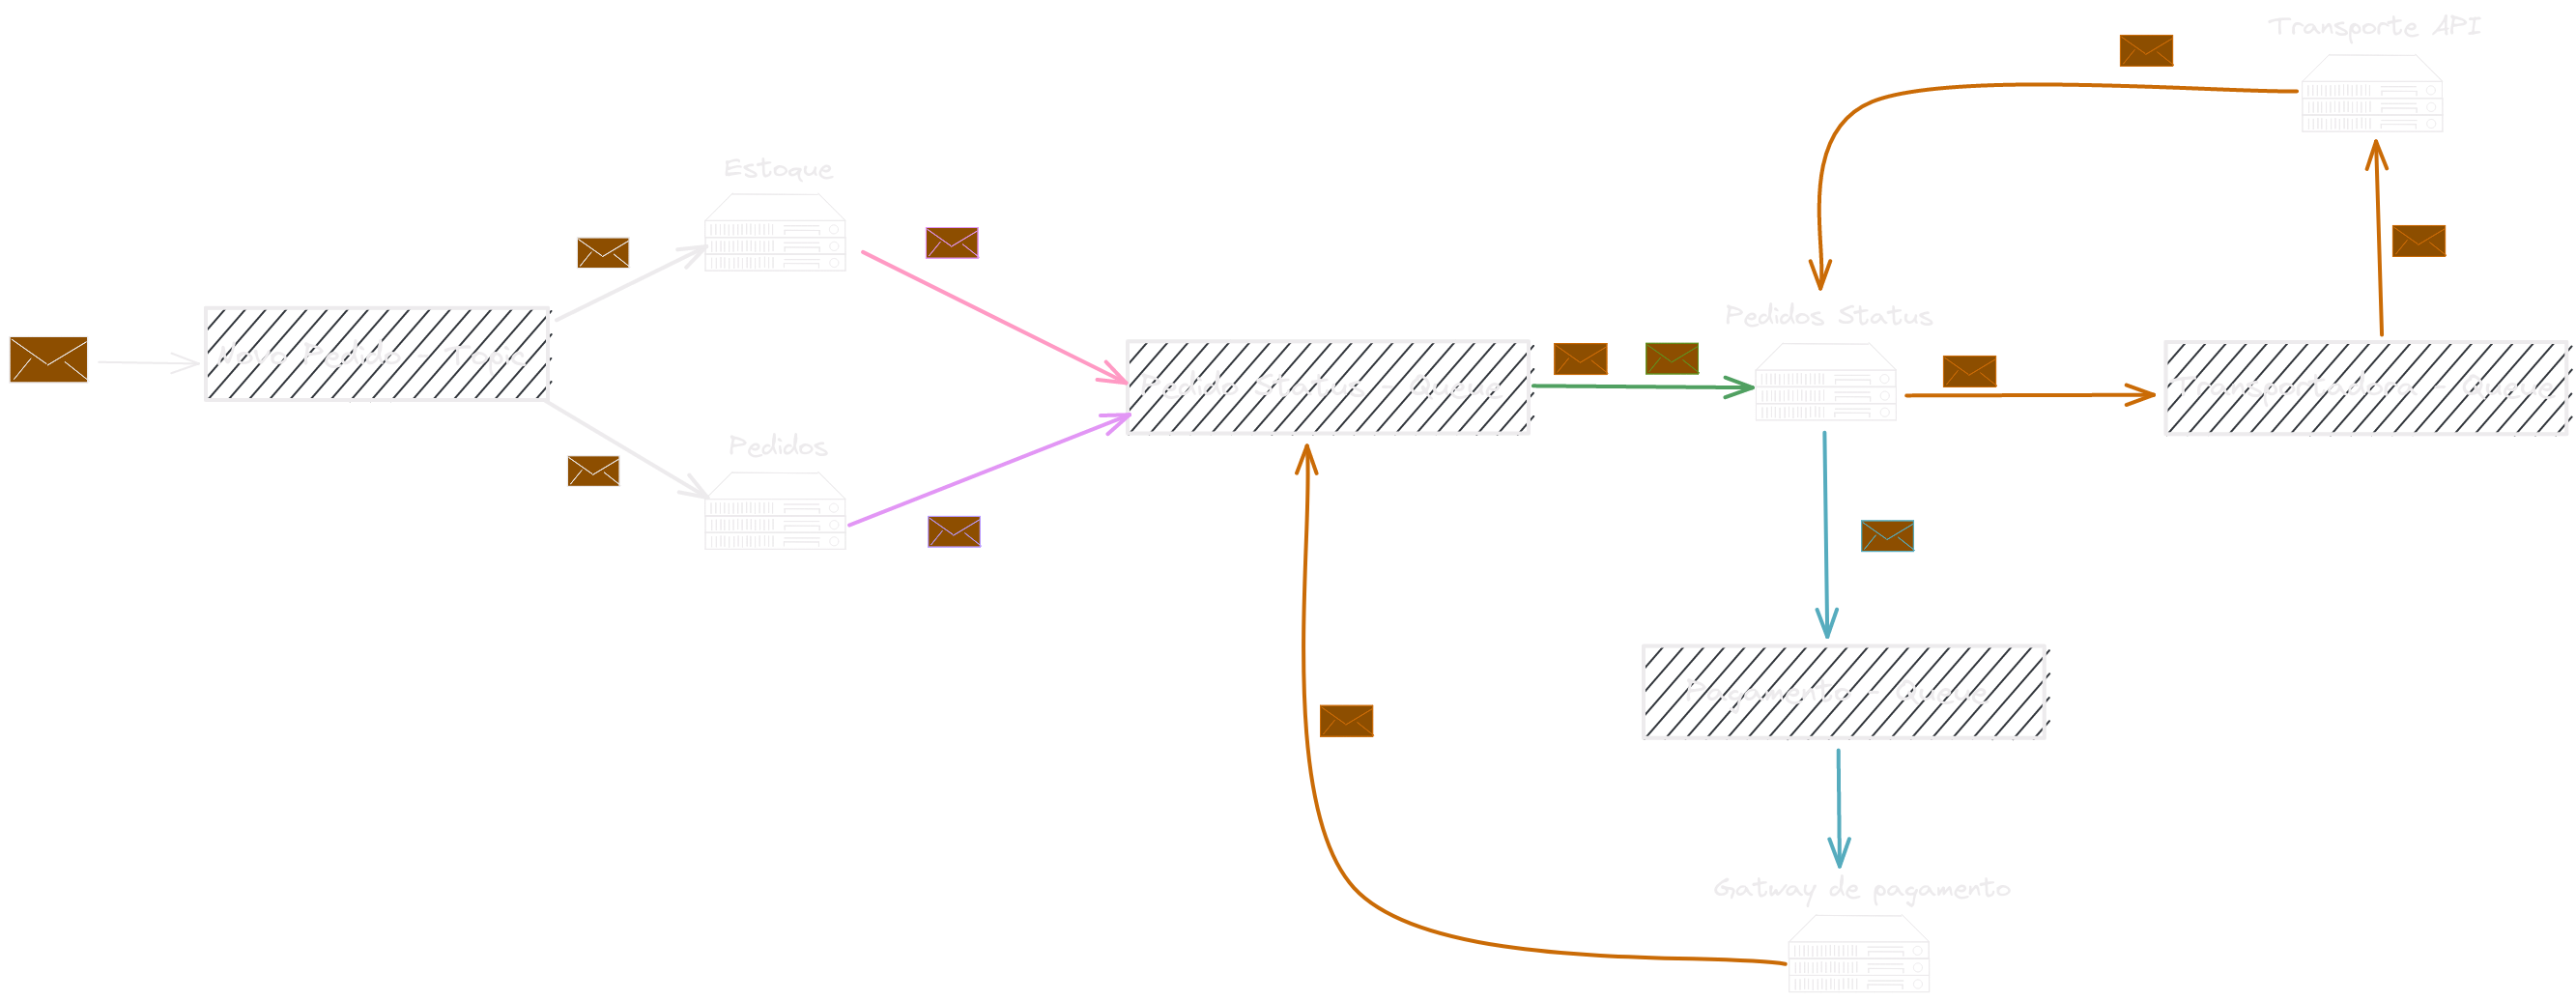 Transporte API
Estoque
Pedidos Status
Novo Pedido - Topic
Pedido Status - Queue
Transportadora - Queue
Pedidos
Pagamento - Queue
Gatway de pagamento